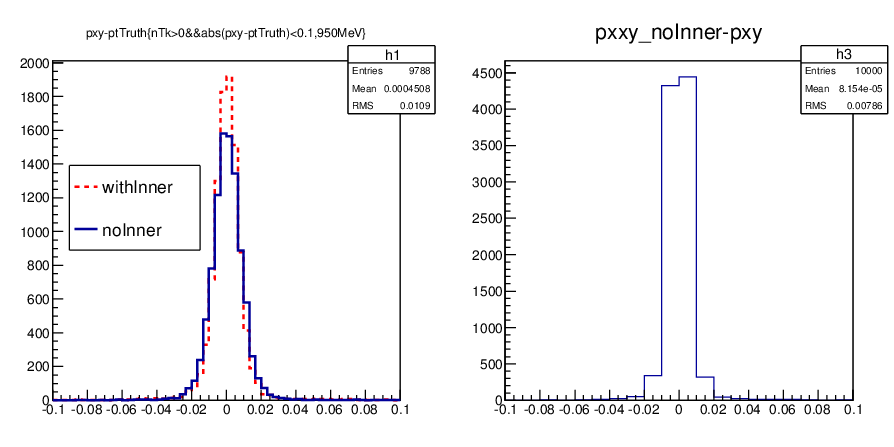 pxy-ptTruth{nTk>0&&abs(pxy-ptTruth)<0.1,950MeV}
h1
Entries 9788
Mean 0.0004508
RMS 0.0109
2000
1800
1600
1400
1200
1000
800
600
400
200
0
withInner
noInner
-0.1 -0.08 -0.06 -0.04 -0.02 0 0.02 0.04 0.06 0.08 0.1
pxxy_noInner-pxy
h3
Entries 10000
Mean 8.154e-05
RMS 0.00786
4500
4000
3500
3000
2500
2000
1500
1000
500
0
-0.1 -0.08 -0.06 -0.04 -0.02 0 0.02 0.04 0.06 0.08 0.1